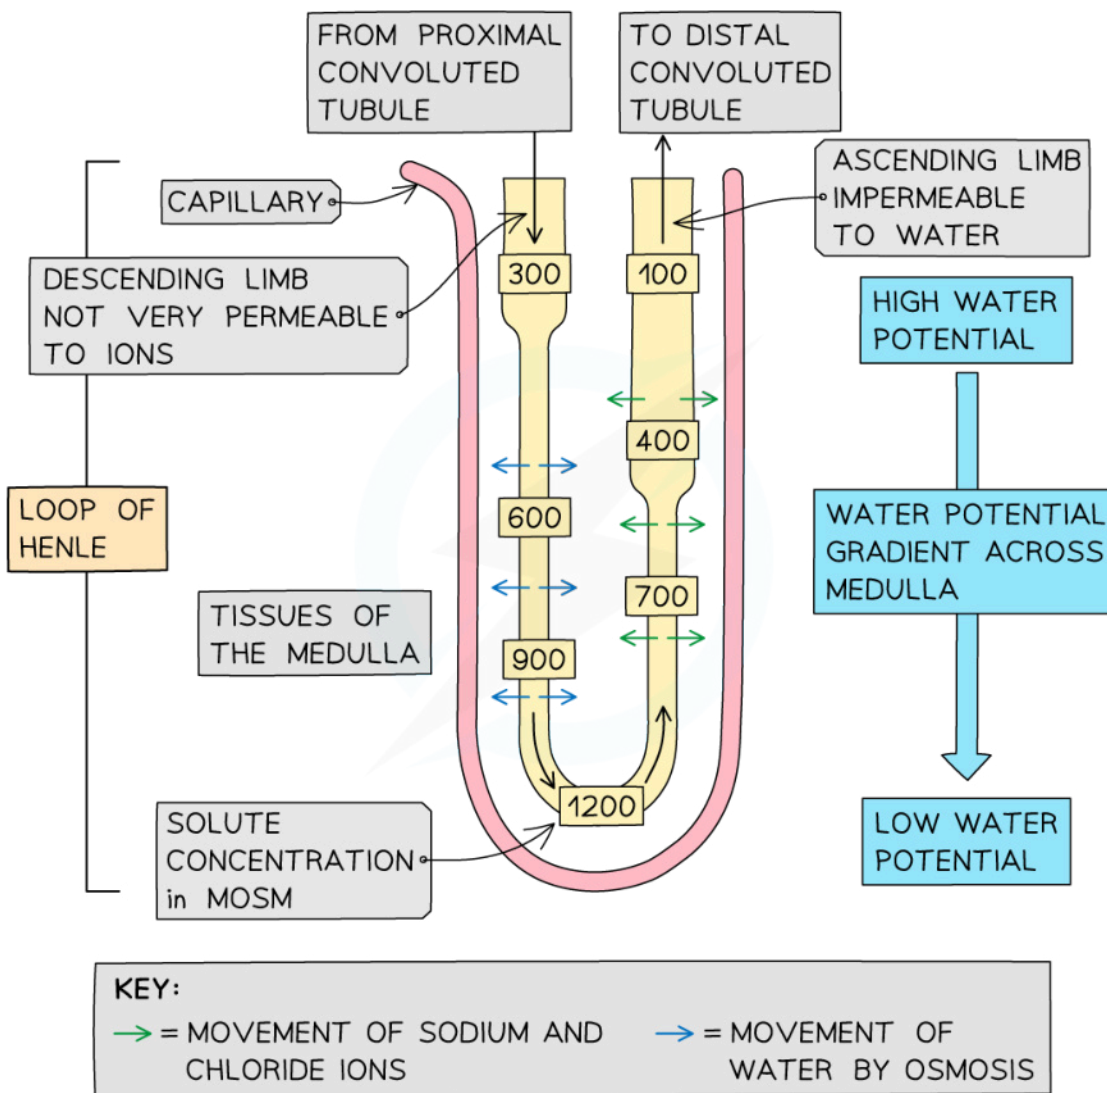 FROM PROXIMAL
CONVOLUTED
TUBULE
TO DISTAL
CONVOLUTED
TUBULE
CAPILLARY
ASCENDING LIMB
IMPERMEABLE
TO WATER
DESCENDING LIMB
NOT VERY PERMEABLE
TO IONS
300
100
HIGH WATER
POTENTIAL
400
LOOP OF
HENLE
600
WATER POTENTIAL
GRADIENT ACROSS
MEDULLA
700
TISSUES OF
THE MEDULLA
900
1200
SOLUTE
CONCENTRATION
in MOSM
LOW WATER
POTENTIAL
KEY:
= MOVEMENT OF SODIUM AND
CHLORIDE IONS
= MOVEMENT OF
WATER BY OSMOSIS